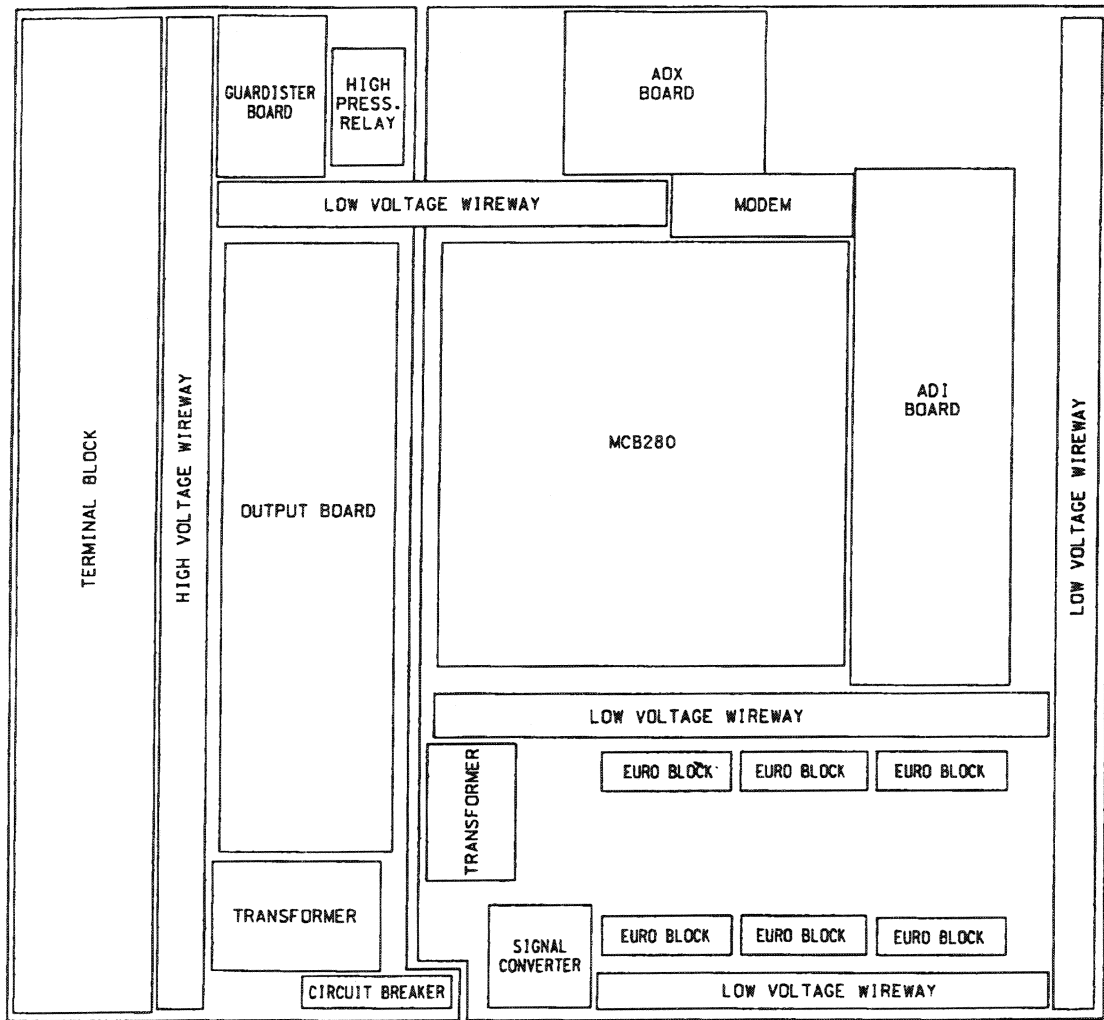 GUARDISTER
BOARD
HIGH
PRESS.
RELAY
AOX
BOARD
LOW VOLTAGE WIREWAY
MODEM
TERMINAL BLOCK
HIGH VOLTAGE WIREWAY
OUTPUT BOARD
MCB280
ADI
BOARD
LOW VOLTAGE WIREWAY
LOW VOLTAGE WIREWAY
TRANSFORMER
EURO BLOCK
EURO BLOCK
EURO BLOCK
TRANSFORMER
SIGNAL
CONVERTER
EURO BLOCK
EURO BLOCK
EURO BLOCK
CIRCUIT BREAKER
LOW VOLTAGE WIREWAY